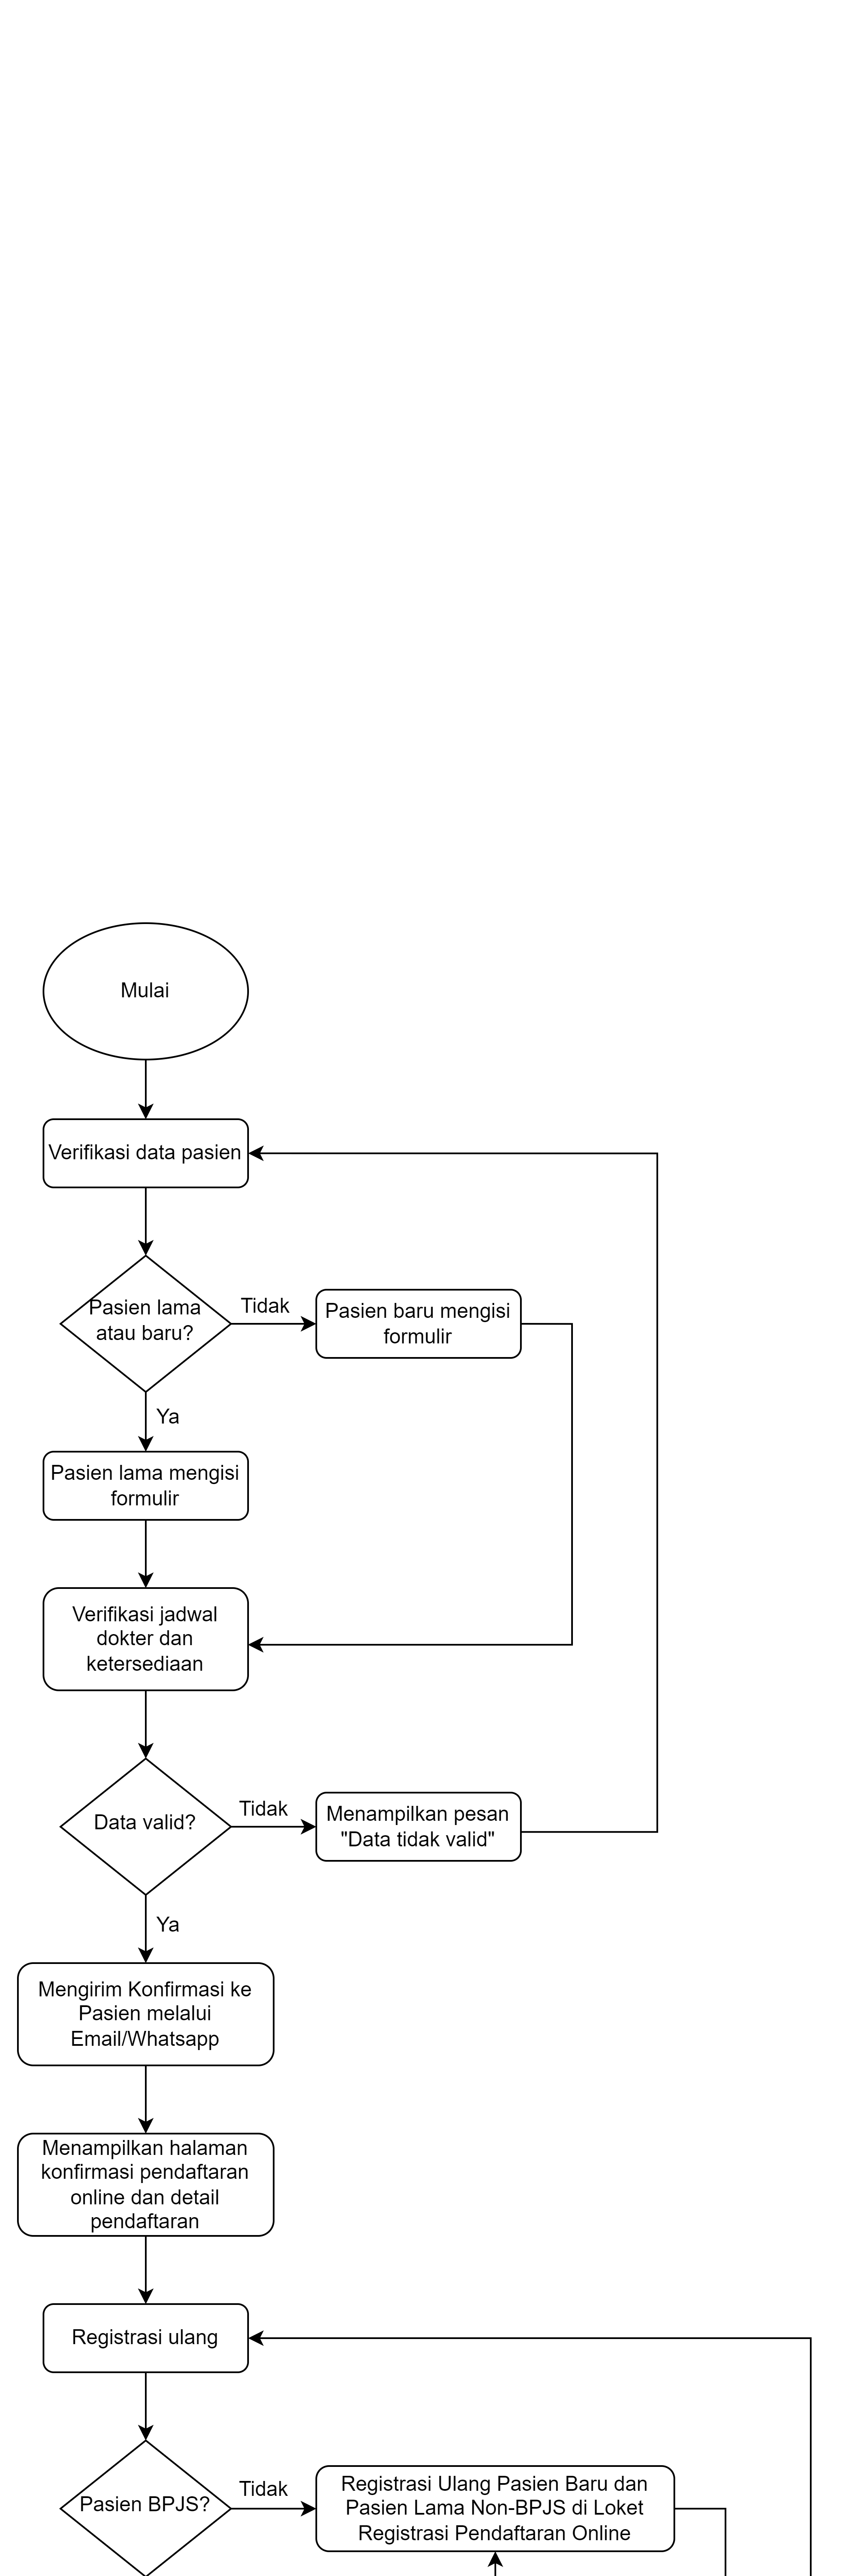 Mulai
Verifikasi data pasien
Pasien lama
atau baru?
Tidak
Pasien baru mengisi
formulir
Ya
Pasien lama mengisi
formulir
Verifikasi jadwal
dokter dan
ketersediaan
Data valid?
Tidak
Menampilkan pesan
"Data tidak valid"
Ya
Mengirim Konfirmasi ke
Pasien melalui
Email/Whatsapp
Menampilkan halaman
konfirmasi pendaftaran
online dan detail
pendaftaran
Registrasi ulang
Pasien BPJS?
Tidak
Registrasi Ulang Pasien Baru dan
Pasien Lama Non-BPJS di Loket
Registrasi Pendaftaran Online